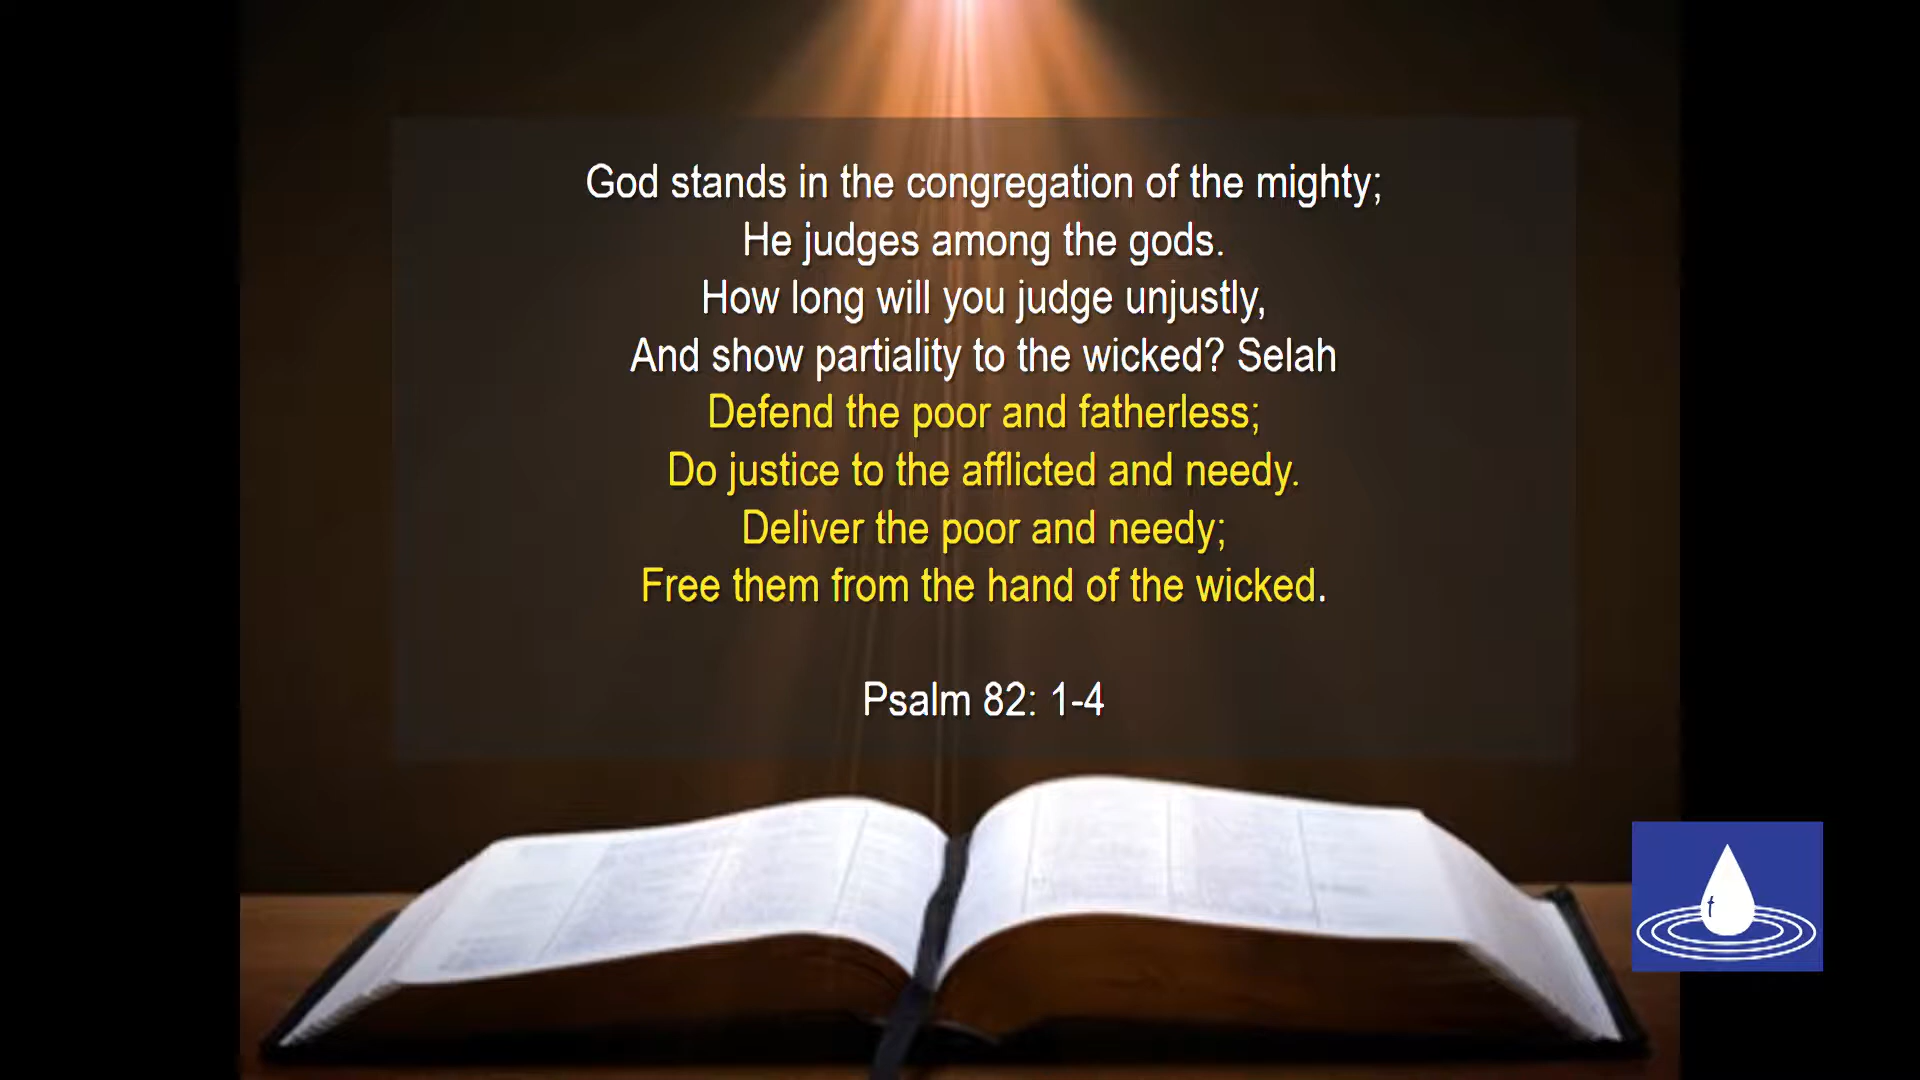 God stands in the congregation of the mighty;
He judges among the gods.
How long will you judge unjustly,
And show partiality to the wicked? Selah
Defend the poor and fatherless;
Do justice to the afflicted and needy.
Deliver the poor and needy;
Free them from the hand of the wicked.
Psalm 82: 1-4
f